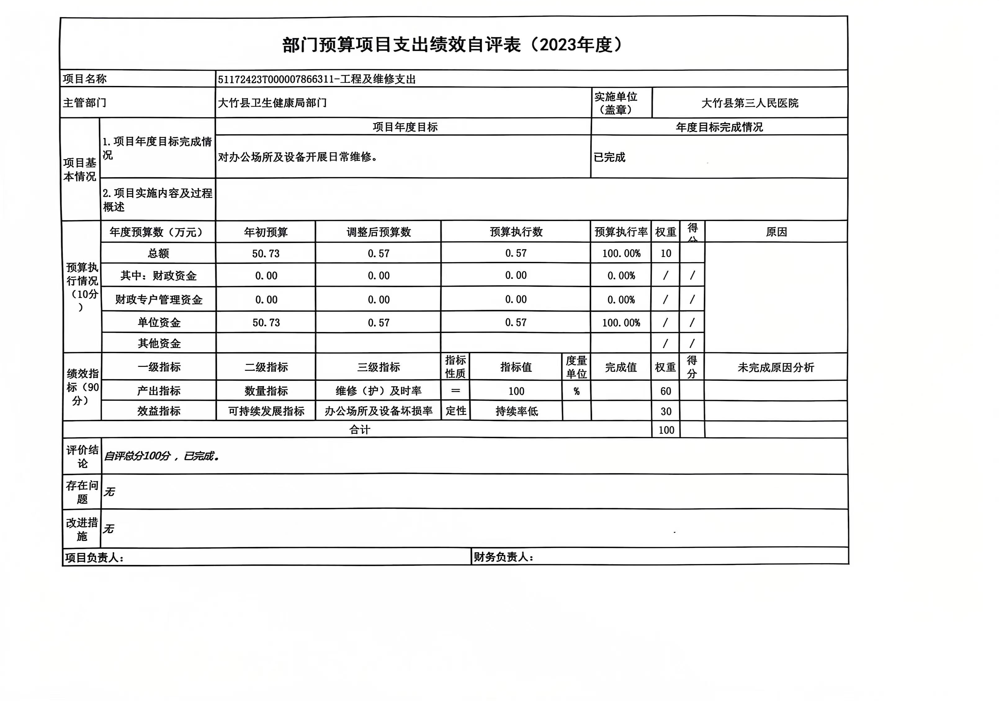 部门预算项目支出绩效自评表（2023年度）
项目名称 51172423T000007866311-工程及维修支出
主管部门 大竹县卫生健康局部门 实施单位（盖章） 大竹县第三人民医院
项目基本情况
1.项目年度目标完成情况
项目年度目标 年度目标完成情况
对办公场所及设备开展日常维修。 已完成
2.项目实施内容及过程概述
预算执行情况（10分）
年度预算数（万元） 年初预算 调整后预算数 预算执行数 预算执行率 权重 得分 原因
总额 50.73 0.57 0.57 100.00% 10
其中：财政资金 0.00 0.00 0.00 0.00% / /
财政专户管理资金 0.00 0.00 0.00 0.00% / /
单位资金 50.73 0.57 0.57 100.00% / /
其他资金 / /
绩效指标（90分）
一级指标 二级指标 三级指标 指标性质 指标值 度量单位 完成值 权重 得分 未完成原因分析
产出指标 数量指标 维修（护）及时率 ＝ 100 % 60
效益指标 可持续发展指标 办公场所及设备坏损率 定性 持续率低 30
合计 100
评价结论 自评总分100分，已完成。
存在问题 无
改进措施 无
项目负责人： 财务负责人：